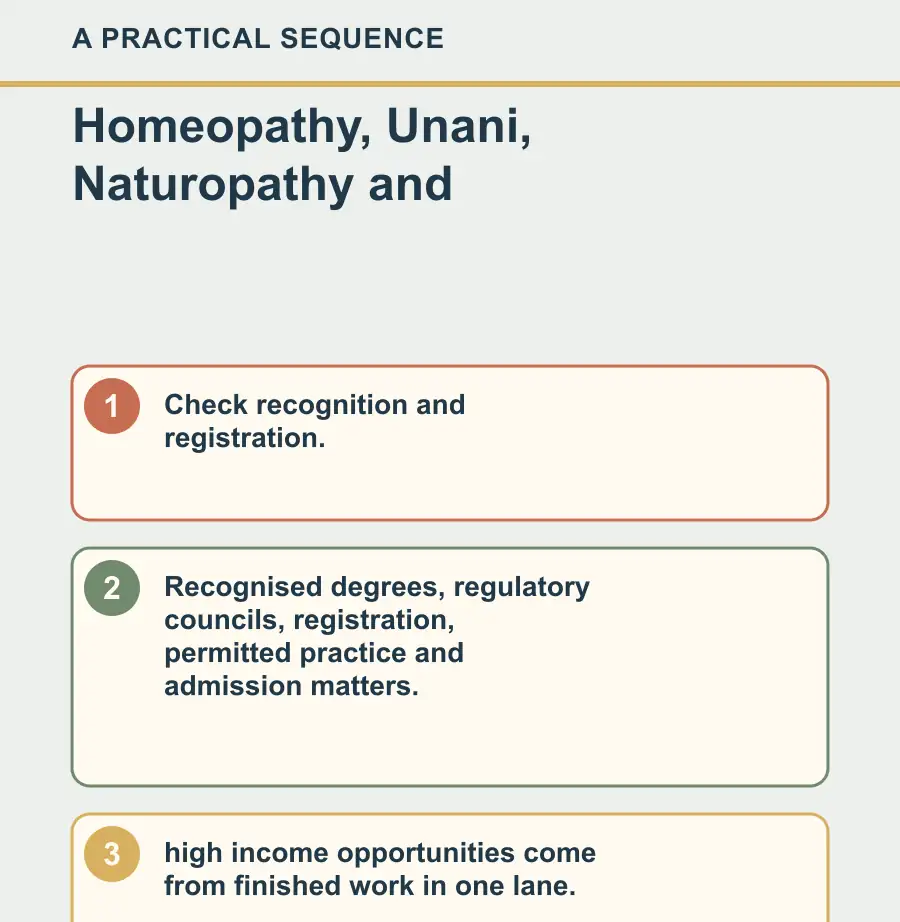 A PRACTICAL SEQUENCE
Homeopathy, Unani,
Naturopathy and
1
Check recognition and
registration.
2
Recognised degrees, regulatory
councils, registration,
permitted practice and
admission matters.
3
high income opportunities come
from finished work in one lane.